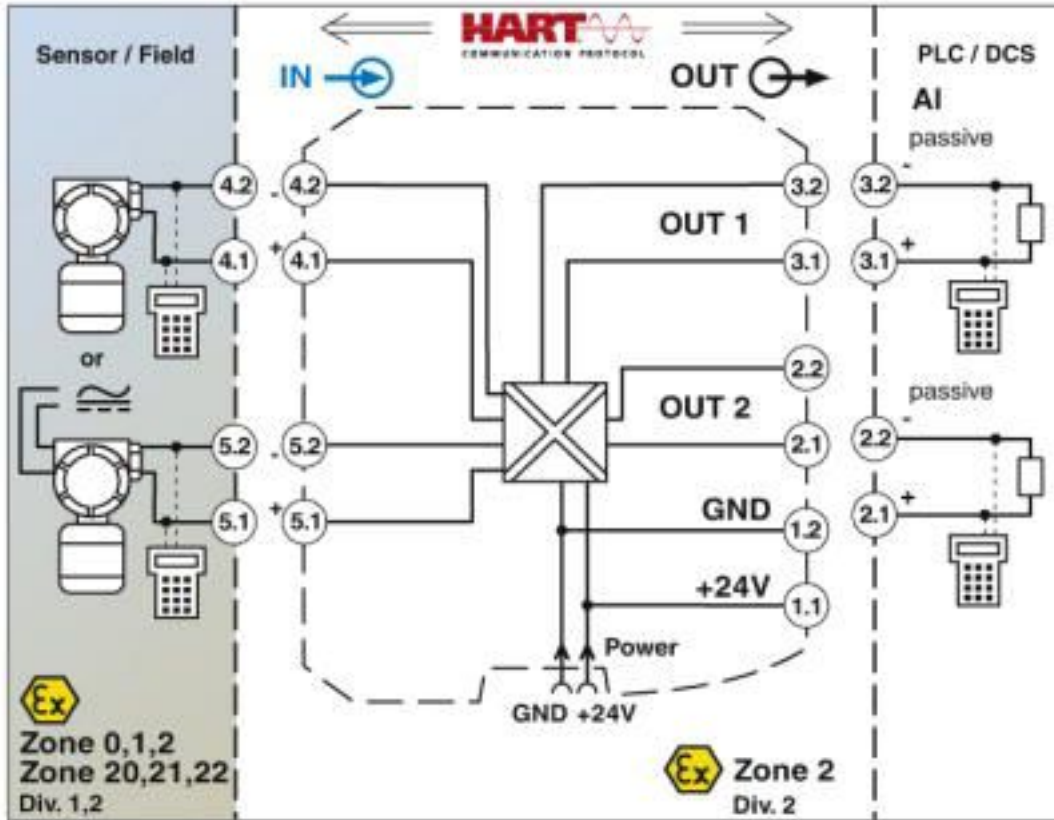 Sensor / Field
HART
COMMUNICATION PROTOCOL
IN
OUT
PLC / DCS
AI
passive
4.2
-
4.2
3.2
3.2
-
OUT 1
4.1
+
4.1
3.1
3.1
+
or
2.2
passive
OUT 2
5.2
-
5.2
2.1
2.2
-
5.1
+
5.1
GND
1.2
2.1
+
+24V
1.1
Power
GND +24V
Ex
Zone 0,1,2
Zone 20,21,22
Div. 1,2
Ex
Zone 2
Div. 2